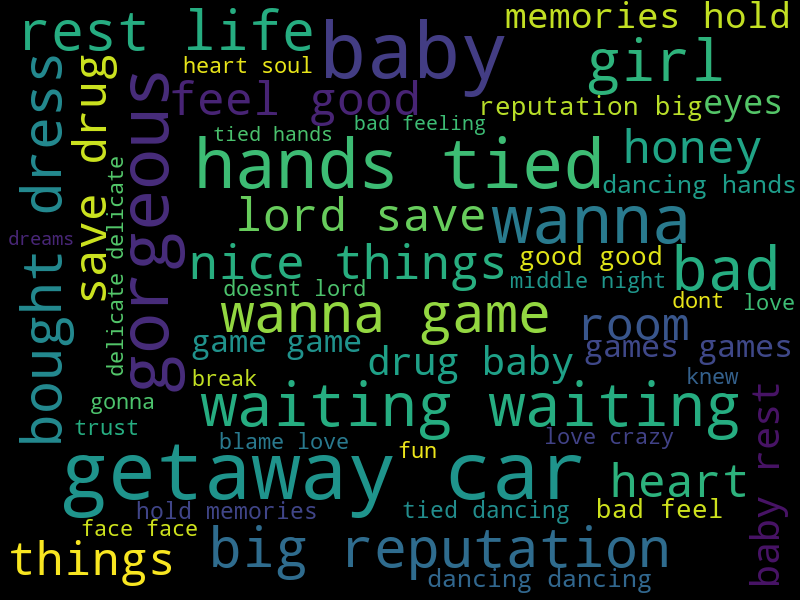 memories hold
rest life
baby
girl
heart soul
feel good
reputation big
eyes
bought dress
save drug
gorgeous
tied hands
bad feeling
hands tied
honey
dancing hands
delicate delicate
lord save
wanna
dreams
nice things
good good
bad
middle night
doesnt lord
wanna game
dont
love
room
game game
games games
drug baby
break
knew
gonna
waiting waiting
trust
blame love
fun
love crazy
getaway car
heart
baby rest
hold memories
tied dancing
bad feel
face face
things
big reputation
dancing dancing